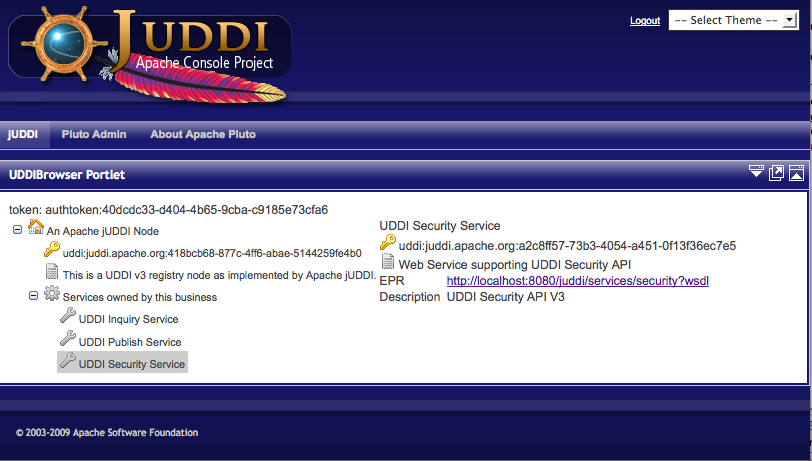 JUDDI
Apache Console Project
Logout
-- Select Theme --
jUDDI Pluto Admin About Apache Pluto
UDDIBrowser Portlet
token: authtoken:40dcdc33-d404-4b65-9cba-c9185e73cfa6
An Apache jUDDI Node
uddi:juddi.apache.org:418bcb68-877c-4ff6-abae-5144259fe4b0
This is a UDDI v3 registry node as implemented by Apache jUDDI.
Services owned by this business
UDDI Inquiry Service
UDDI Publish Service
UDDI Security Service
UDDI Security Service
uddi:juddi.apache.org:a2c8ff57-73b3-4054-a451-0f13f36ec7e5
Web Service supporting UDDI Security API
EPR http://localhost:8080/juddi/services/security?wsdl
Description UDDI Security API V3
© 2003-2009 Apache Software Foundation